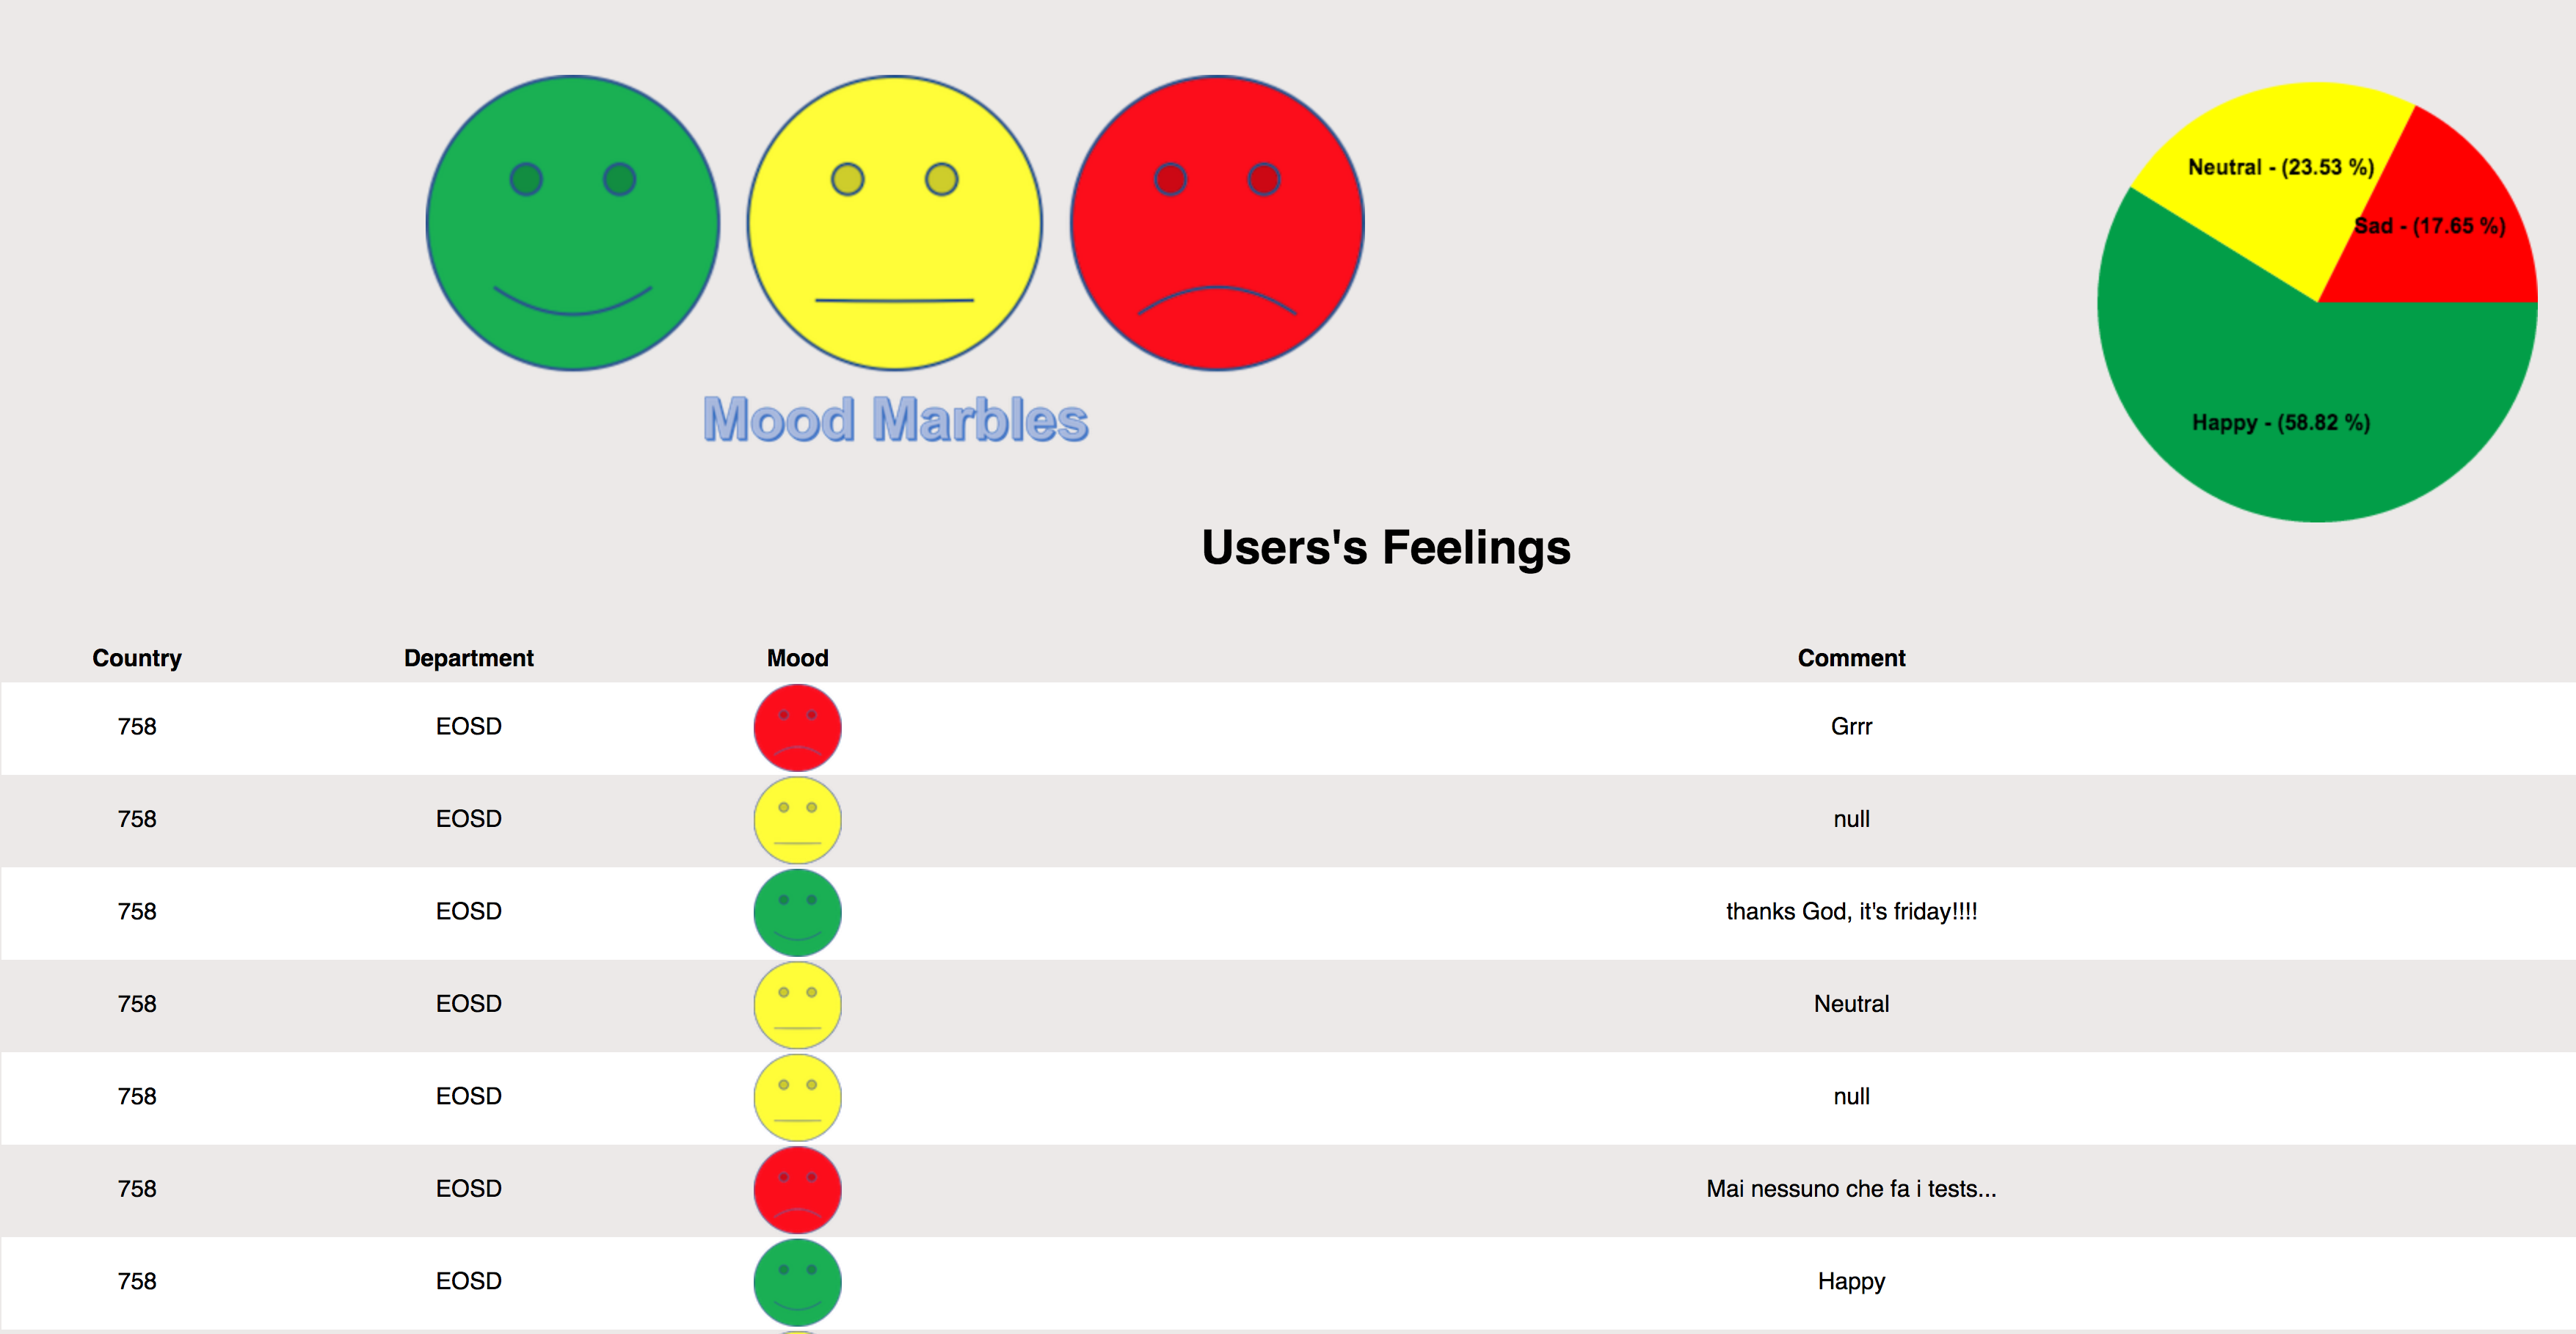 Neutral - (23.53 %)
Sad - (17.65 %)
Happy - (58.82 %)
Mood Marbles
Users's Feelings
Country Department Mood Comment
758 EOSD Grrr
758 EOSD null
758 EOSD thanks God, it's friday!!!!
758 EOSD Neutral
758 EOSD null
758 EOSD Mai nessuno che fa i tests...
758 EOSD Happy